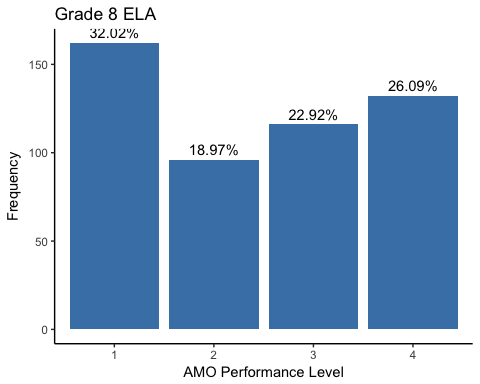 Grade 8 ELA
32.02%
26.09%
22.92%
18.97%
150
100
50
0
Frequency
1 2 3 4
AMO Performance Level